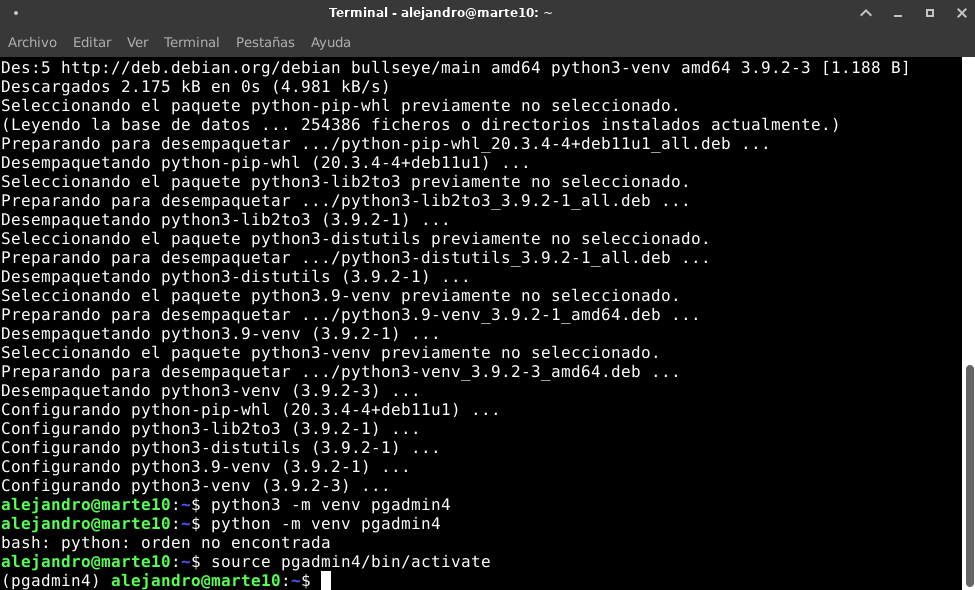 Terminal - alejandro@marte10: ~
Archivo Editar Ver Terminal Pestañas Ayuda
Des:5 http://deb.debian.org/debian bullseye/main amd64 python3-venv amd64 3.9.2-3 [1.188 B]
Descargados 2.175 kB en 0s (4.981 kB/s)
Seleccionando el paquete python-pip-whl previamente no seleccionado.
(Leyendo la base de datos ... 254386 ficheros o directorios instalados actualmente.)
Preparando para desempaquetar .../python-pip-whl_20.3.4-4+deb11u1_all.deb ...
Desempaquetando python-pip-whl (20.3.4-4+deb11u1) ...
Seleccionando el paquete python3-lib2to3 previamente no seleccionado.
Preparando para desempaquetar .../python3-lib2to3_3.9.2-1_all.deb ...
Desempaquetando python3-lib2to3 (3.9.2-1) ...
Seleccionando el paquete python3-distutils previamente no seleccionado.
Preparando para desempaquetar .../python3-distutils_3.9.2-1_all.deb ...
Desempaquetando python3-distutils (3.9.2-1) ...
Seleccionando el paquete python3.9-venv previamente no seleccionado.
Preparando para desempaquetar .../python3.9-venv_3.9.2-1_amd64.deb ...
Desempaquetando python3.9-venv (3.9.2-1) ...
Seleccionando el paquete python3-venv previamente no seleccionado.
Preparando para desempaquetar .../python3-venv_3.9.2-3_amd64.deb ...
Desempaquetando python3-venv (3.9.2-3) ...
Configurando python-pip-whl (20.3.4-4+deb11u1) ...
Configurando python3-lib2to3 (3.9.2-1) ...
Configurando python3-distutils (3.9.2-1) ...
Configurando python3.9-venv (3.9.2-1) ...
Configurando python3-venv (3.9.2-3) ...
alejandro@marte10:~$ python3 -m venv pgadmin4
alejandro@marte10:~$ python -m venv pgadmin4
bash: python: orden no encontrada
alejandro@marte10:~$ source pgadmin4/bin/activate
(pgadmin4) alejandro@marte10:~$